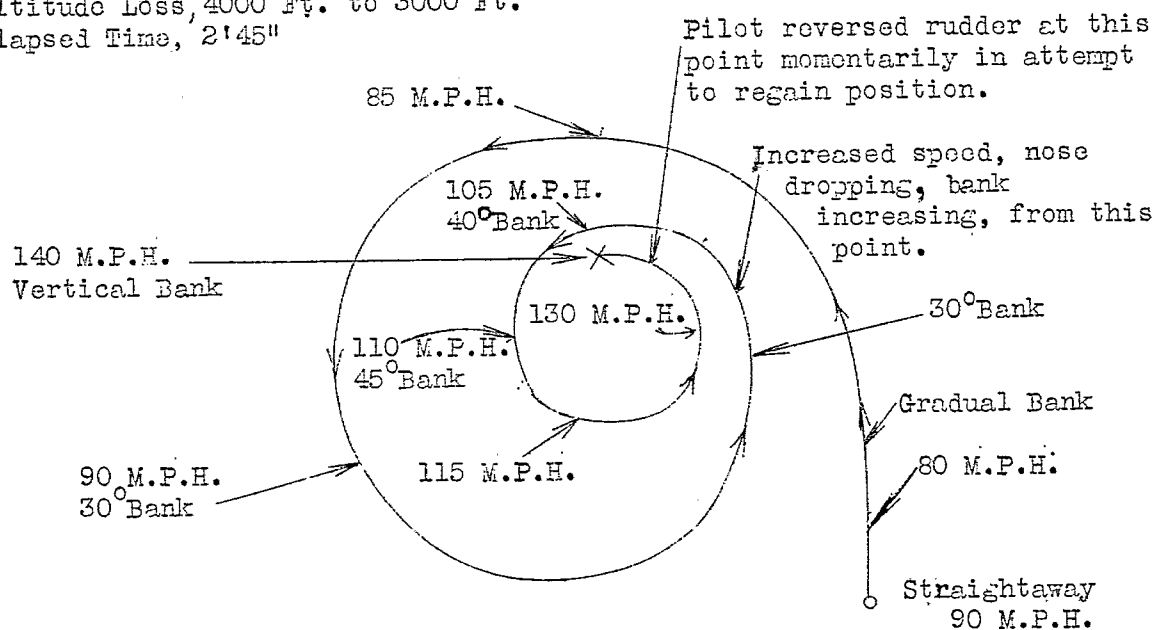 titude Loss, 4000 Ft. to 3000 Ft.
lapsed Time, 2'45"
Pilot reversed rudder at this
point momentarily in attempt
to regain position.
85 M.P.H.
Increased speed, nose
dropping, bank
increasing, from this
point.
105 M.P.H.
40° Bank
140 M.P.H.
Vertical Bank
130 M.P.H.
30° Bank
110 M.P.H.
45° Bank
Gradual Bank
90 M.P.H.
30° Bank
115 M.P.H.
80 M.P.H.
Straightaway
90 M.P.H.